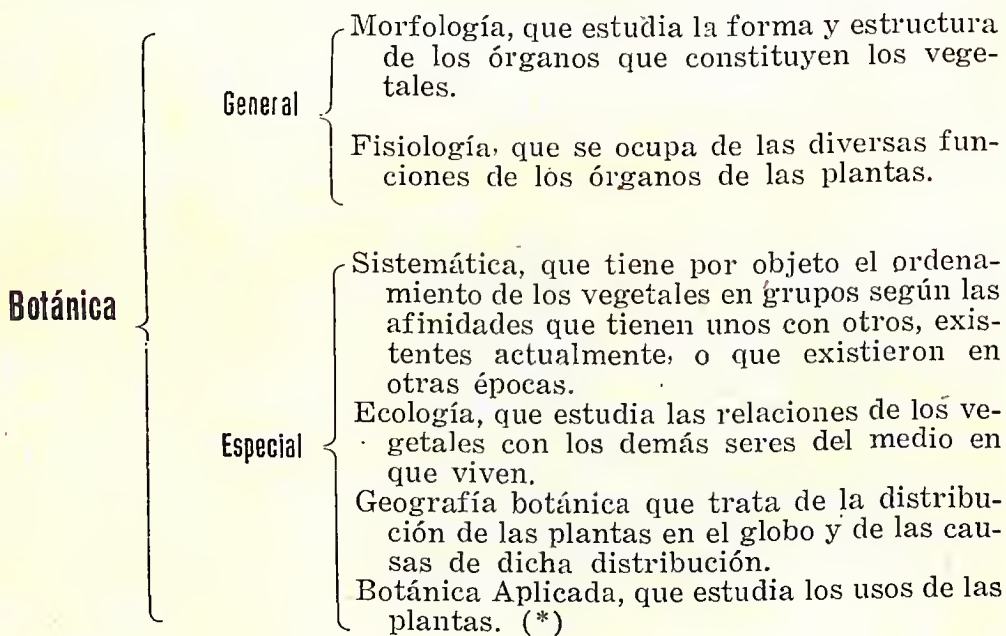 Botánica
General
Morfología, que estudia la forma y estructura
de los órganos que constituyen los vege-
tales.
Fisiología, que se ocupa de las diversas fun-
ciones de los órganos de las plantas.
Especial
Sistemática, que tiene por objeto el ordena-
miento de los vegetales en grupos según las
afinidades que tienen unos con otros, exis-
tentes actualmente, o que existieron en
otras épocas.
Ecología, que estudia las relaciones de los ve-
getales con los demás seres del medio en
que viven.
Geografía botánica que trata de la distribu-
ción de las plantas en el globo y de las cau-
sas de dicha distribución.
Botánica Aplicada, que estudia los usos de las
plantas. (*)